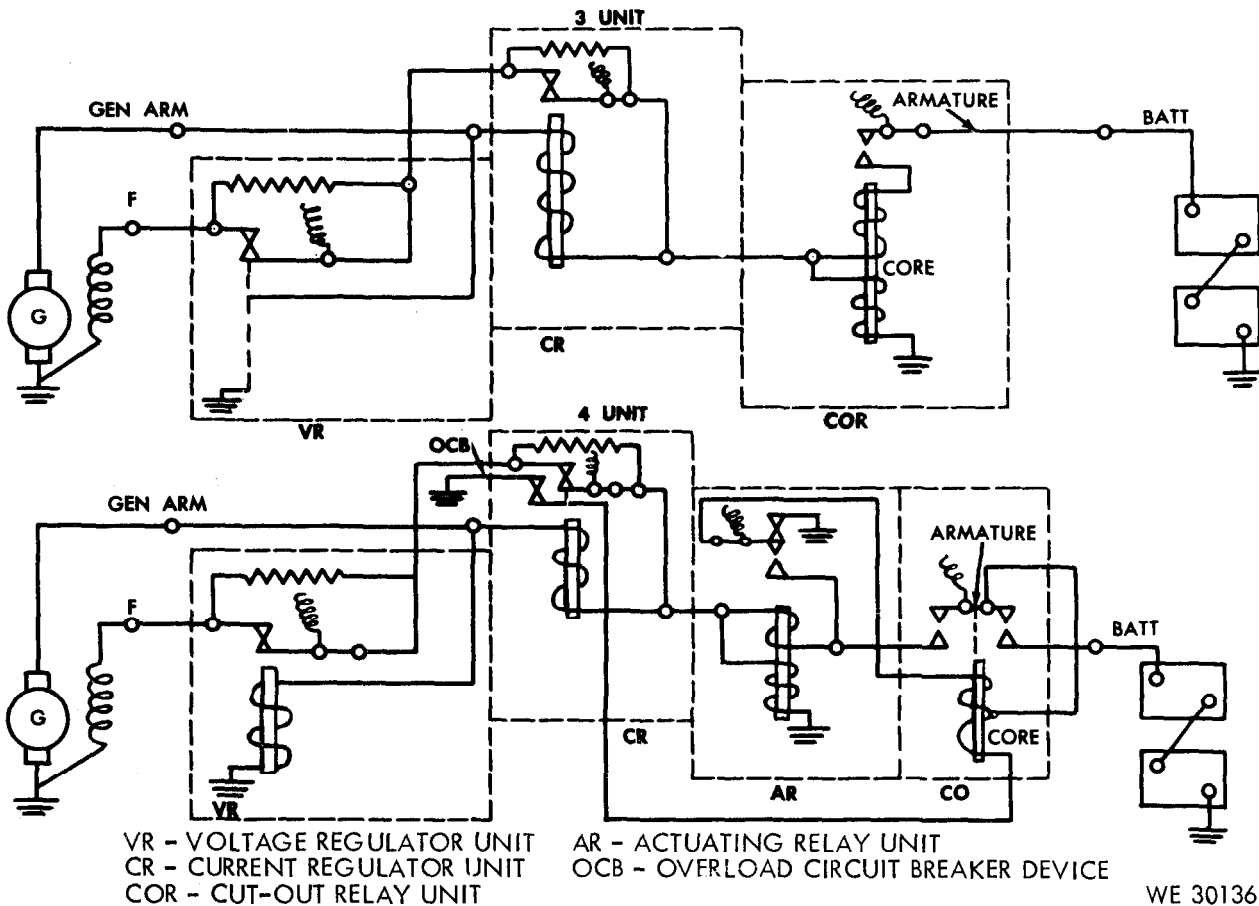 3 UNIT
GEN ARM
ARMATURE
BATT
F
CORE
G
CR
VR
COR
4 UNIT
OCB
GEN ARM
ARMATURE
F
BATT
G
CR
CORE
VR
AR
CO
VR - VOLTAGE REGULATOR UNIT
CR - CURRENT REGULATOR UNIT
COR - CUT-OUT RELAY UNIT
AR - ACTUATING RELAY UNIT
OCB - OVERLOAD CIRCUIT BREAKER DEVICE
WE 30136